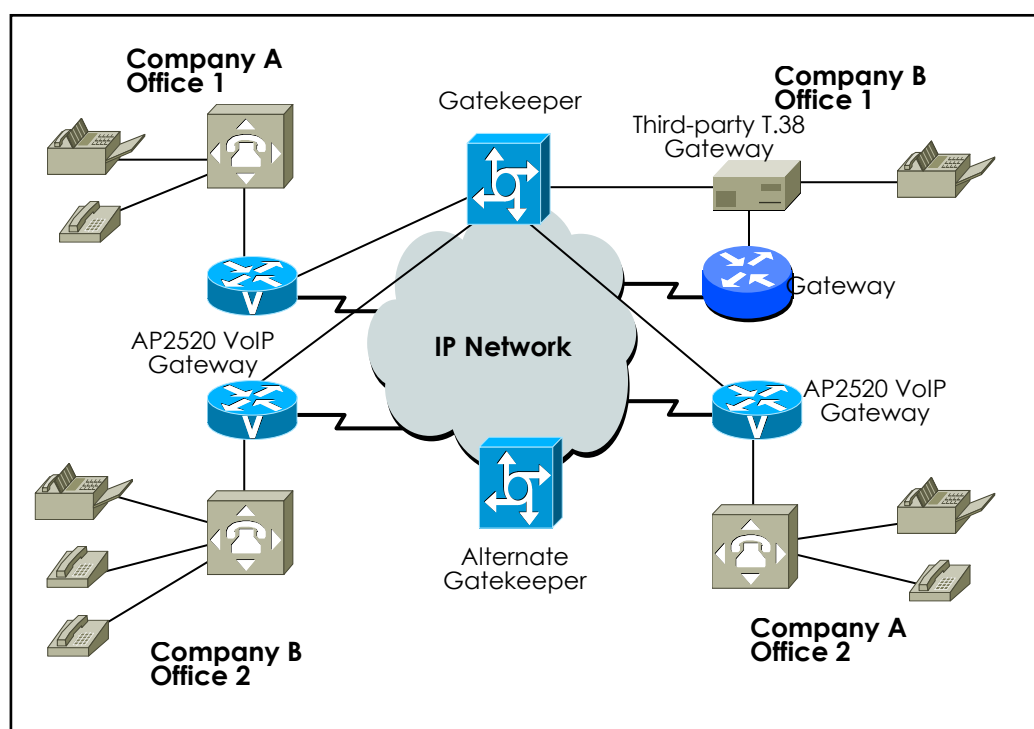 Company A
Office 1
Gatekeeper
Company B
Office 1
Third-party T.38
Gateway
Gateway
AP2520 VoIP
Gateway
IP Network
AP2520 VoIP
Gateway
Alternate
Gatekeeper
Company B
Office 2
Company A
Office 2
V
V
V